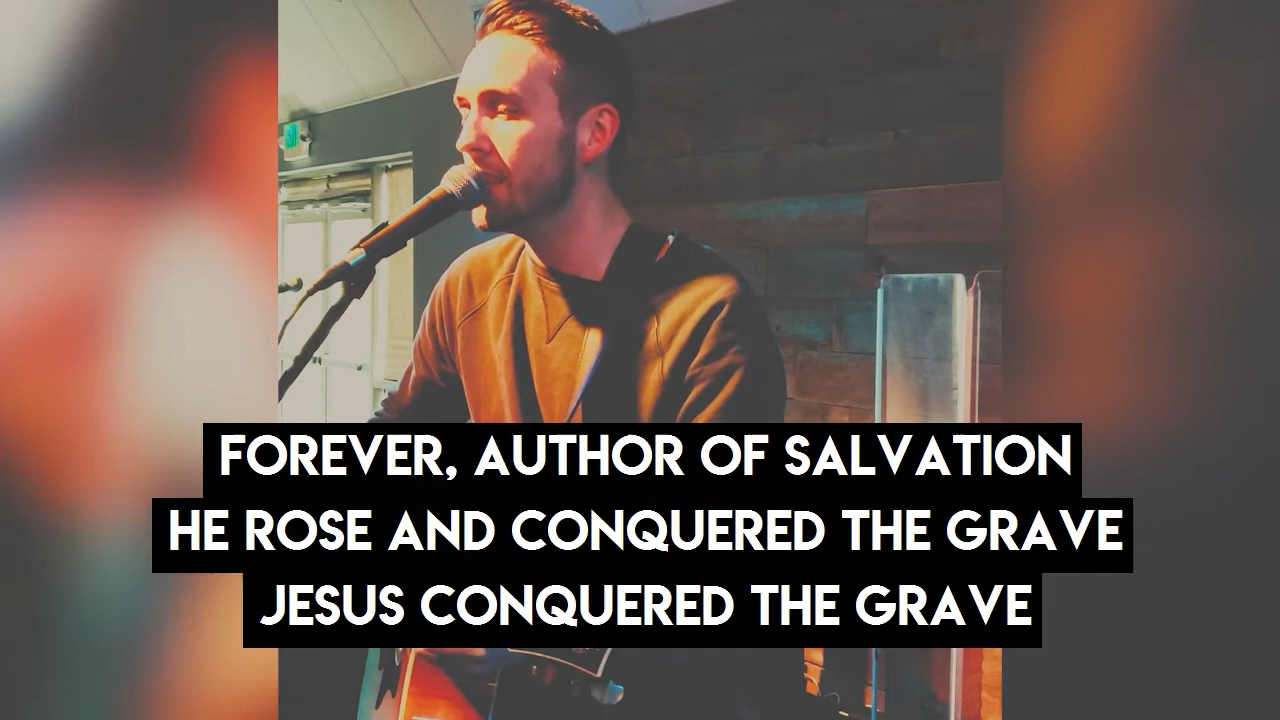 FOREVER, AUTHOR OF SALVATION
HE ROSE AND CONQUERED THE GRAVE
JESUS CONQUERED THE GRAVE